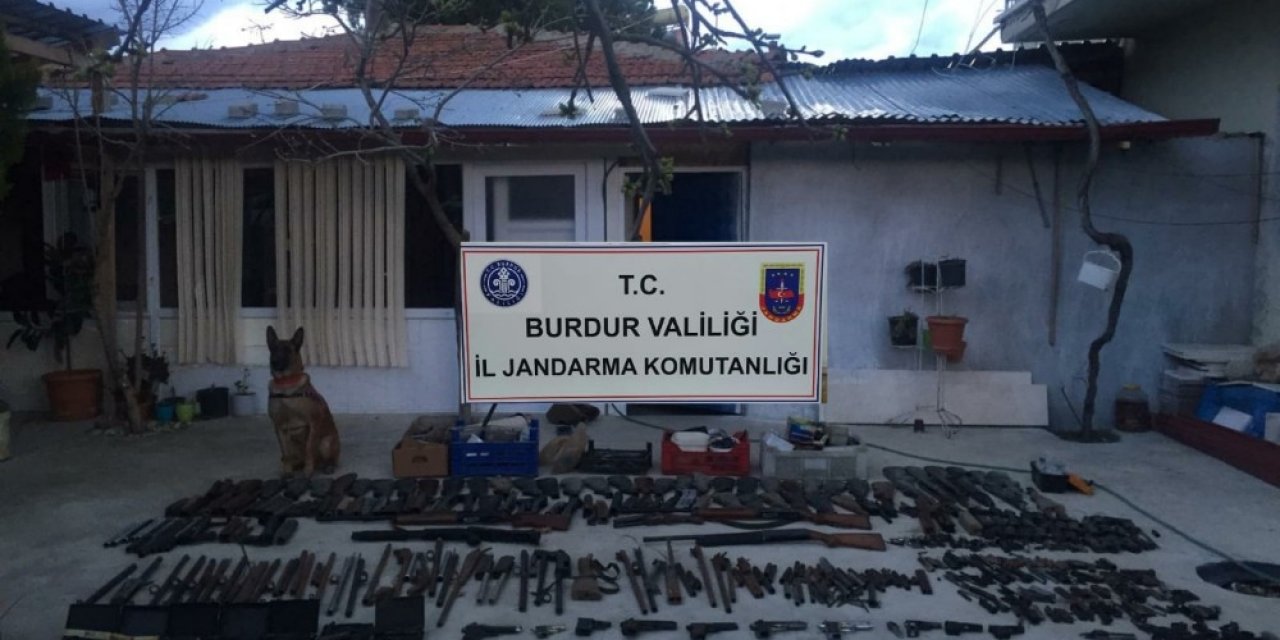 T.C.
BURDUR VALİLİĞİ
İL JANDARMA KOMUTANLIĞI